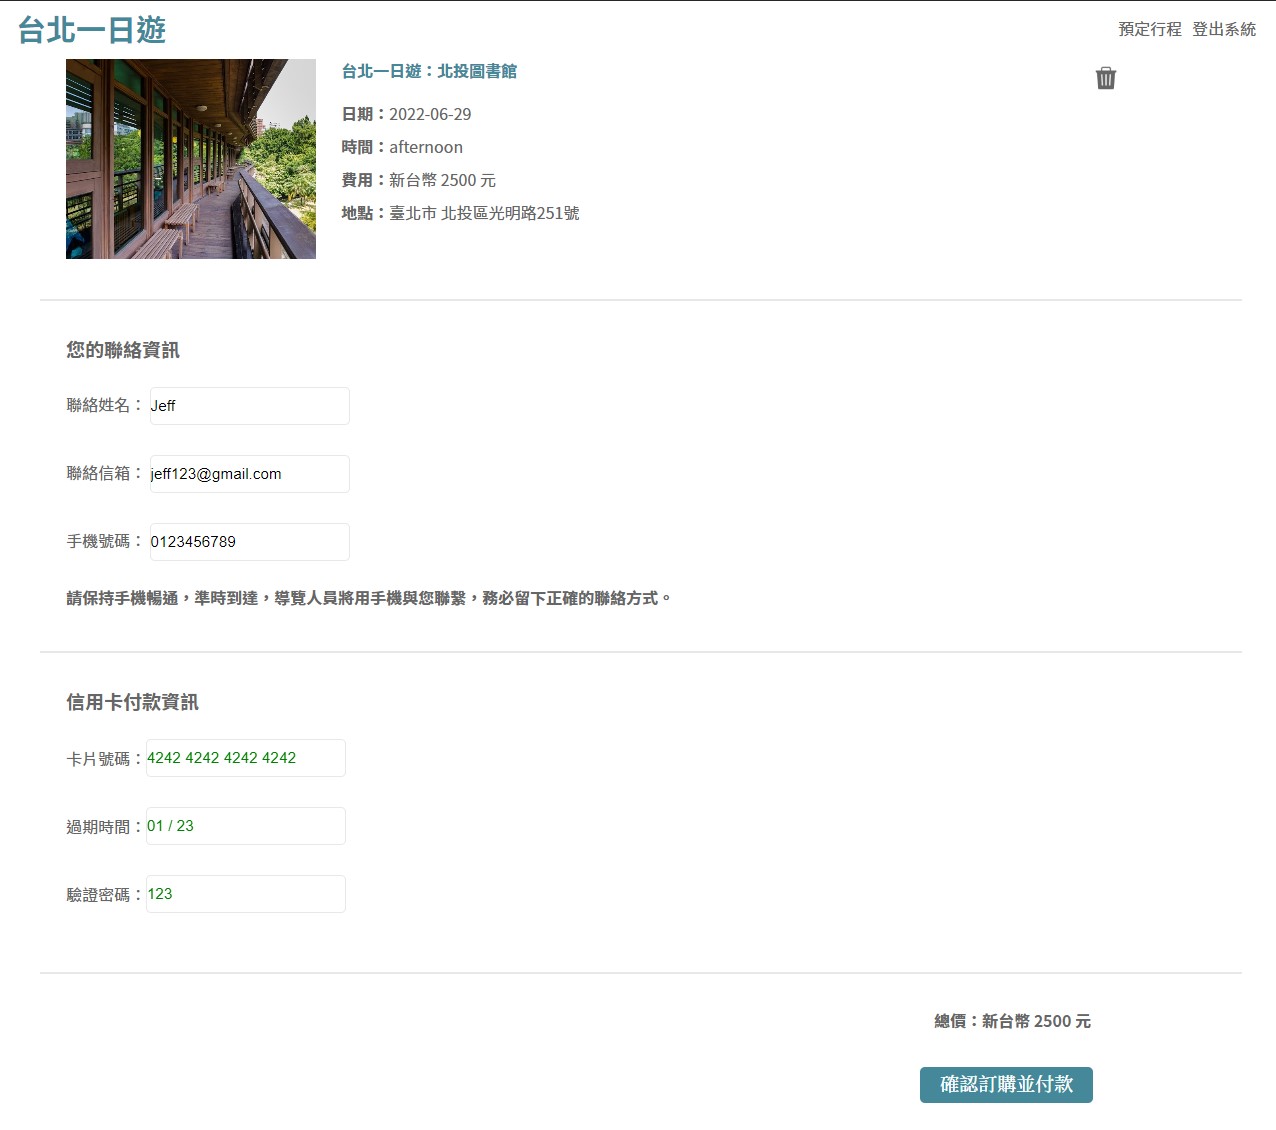 台北一日遊
預定行程 登出系統
台北一日遊：北投圖書館
日期：2022-06-29
時間：afternoon
費用：新台幣 2500 元
地點：臺北市 北投區光明路251號
您的聯絡資訊
聯絡姓名： Jeff
聯絡信箱： jeff123@gmail.com
手機號碼： 0123456789
請保持手機暢通，準時到達，導覽人員將用手機與您聯繫，務必留下正確的聯絡方式。
信用卡付款資訊
卡片號碼：4242 4242 4242 4242
過期時間：01 / 23
驗證密碼：123
總價：新台幣 2500 元
確認訂購並付款